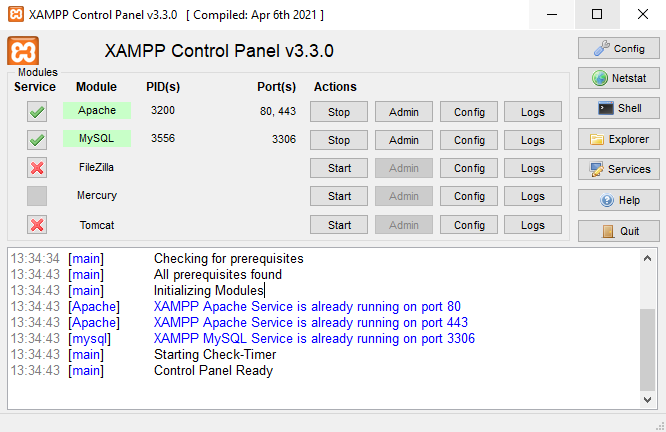 XAMPP Control Panel v3.3.0 [ Compiled: Apr 6th 2021 ]
XAMPP Control Panel v3.3.0
Config
Modules
Service Module PID(s) Port(s) Actions
Netstat
Apache 3200 80, 443 Stop Admin Config Logs
Shell
MySQL 3556 3306 Stop Admin Config Logs
Explorer
FileZilla Start Admin Config Logs
Services
Mercury Start Admin Config Logs
Help
Tomcat Start Admin Config Logs
Quit
13:34:34 [main] Checking for prerequisites
13:34:43 [main] All prerequisites found
13:34:43 [main] Initializing Modules
13:34:43 [Apache] XAMPP Apache Service is already running on port 80
13:34:43 [Apache] XAMPP Apache Service is already running on port 443
13:34:43 [mysql] XAMPP MySQL Service is already running on port 3306
13:34:43 [main] Starting Check-Timer
13:34:43 [main] Control Panel Ready